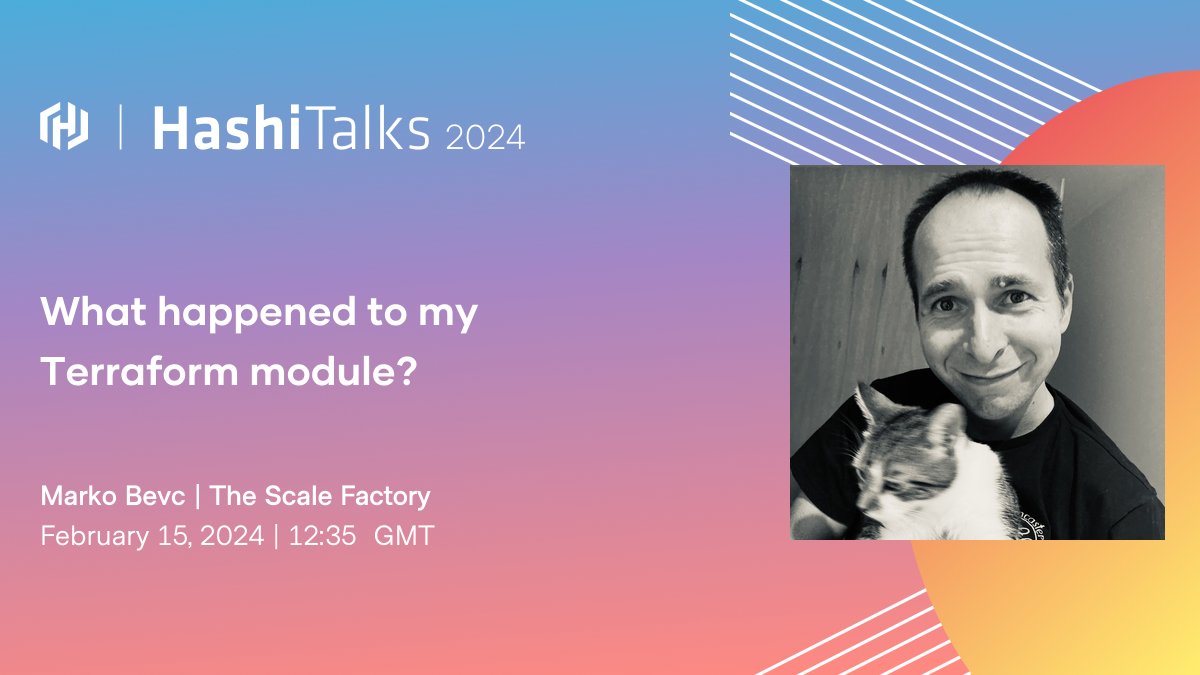 HashiTalks 2024
What happened to my
Terraform module?
Marko Bevc | The Scale Factory
February 15, 2024 | 12:35 GMT